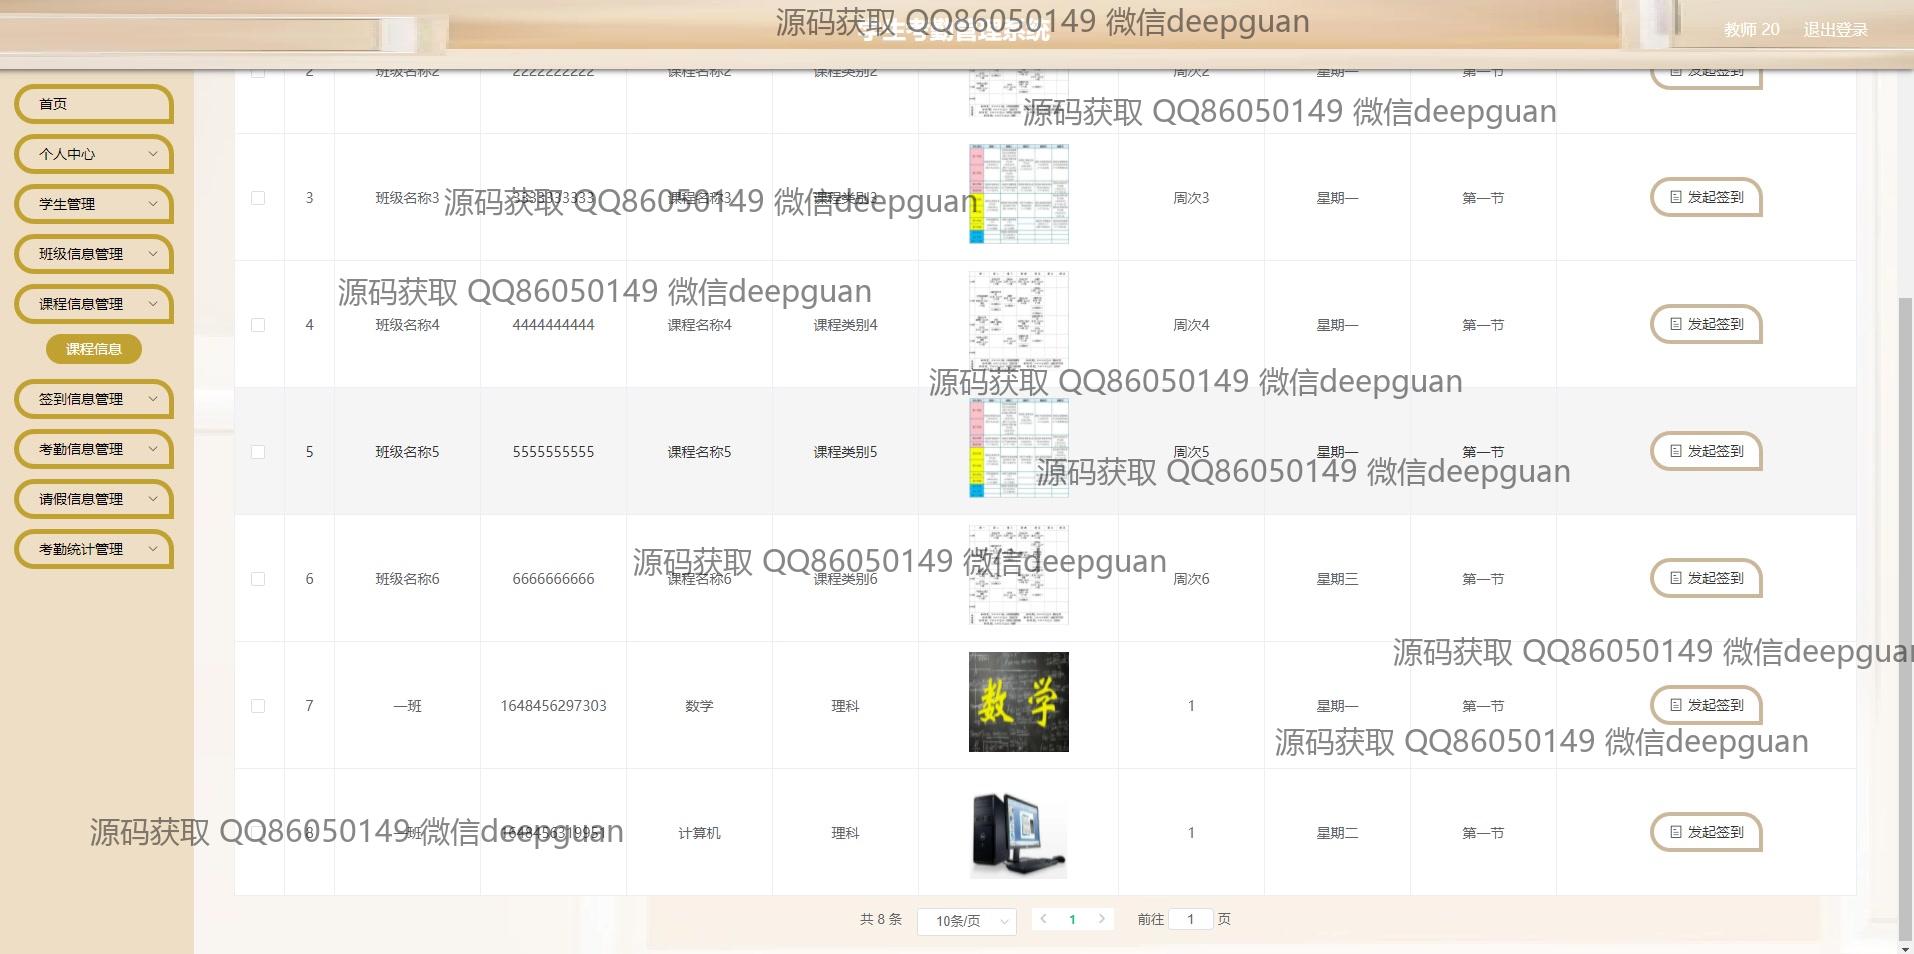 源码获取 QQ86050149 微信deepguan
学生考勤管理系统
教师 20 退出登录
2 班级名称2 2222222222 课程名称2 课程类别2 周次2 星期一 第一节 发起签到
源码获取 QQ86050149 微信deepguan
首页
个人中心
学生管理
班级信息管理
课程信息管理
课程信息
签到信息管理
考勤信息管理
请假信息管理
考勤统计管理
3 班级名称3 3333333333 课程名称3 课程类别3 周次3 星期一 第一节 发起签到
源码获取 QQ86050149 微信deepguan
源码获取 QQ86050149 微信deepguan
4 班级名称4 4444444444 课程名称4 课程类别4 周次4 星期一 第一节 发起签到
源码获取 QQ86050149 微信deepguan
5 班级名称5 5555555555 课程名称5 课程类别5 周次5 星期一 第一节 发起签到
源码获取 QQ86050149 微信deepguan
源码获取 QQ86050149 微信deepguan
6 班级名称6 6666666666 课程名称6 课程类别6 周次6 星期三 第一节 发起签到
源码获取 QQ86050149 微信deepgua
7 一班 1648456297303 数学 理科 数学 1 星期一 第一节 发起签到
源码获取 QQ86050149 微信deepguan
8 一班 1648456319951 计算机 理科 1 星期二 第一节 发起签到
源码获取 QQ86050149 微信deepguan
共 8 条 10条/页 1 前往 1 页